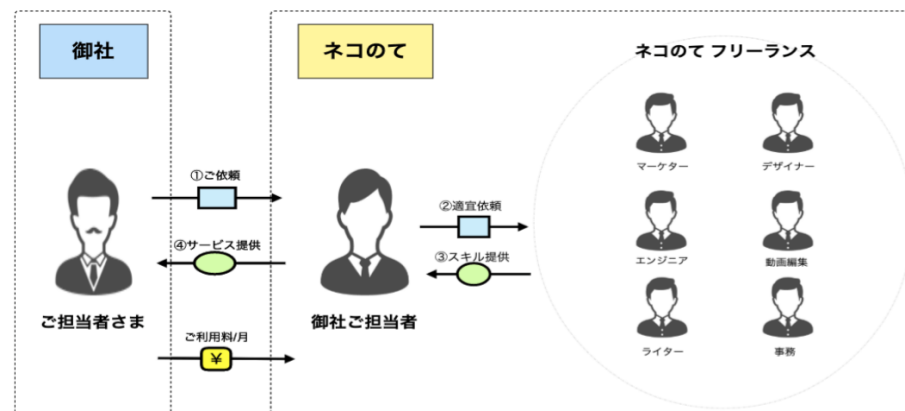 御社
ネコのて
ネコのて フリーランス
マーケター
デザイナー
①ご依頼
②適宜依頼
④サービス提供
③スキル提供
エンジニア
動画編集
ご担当者さま
御社ご担当者
ご利用料/月
¥
ライター
事務